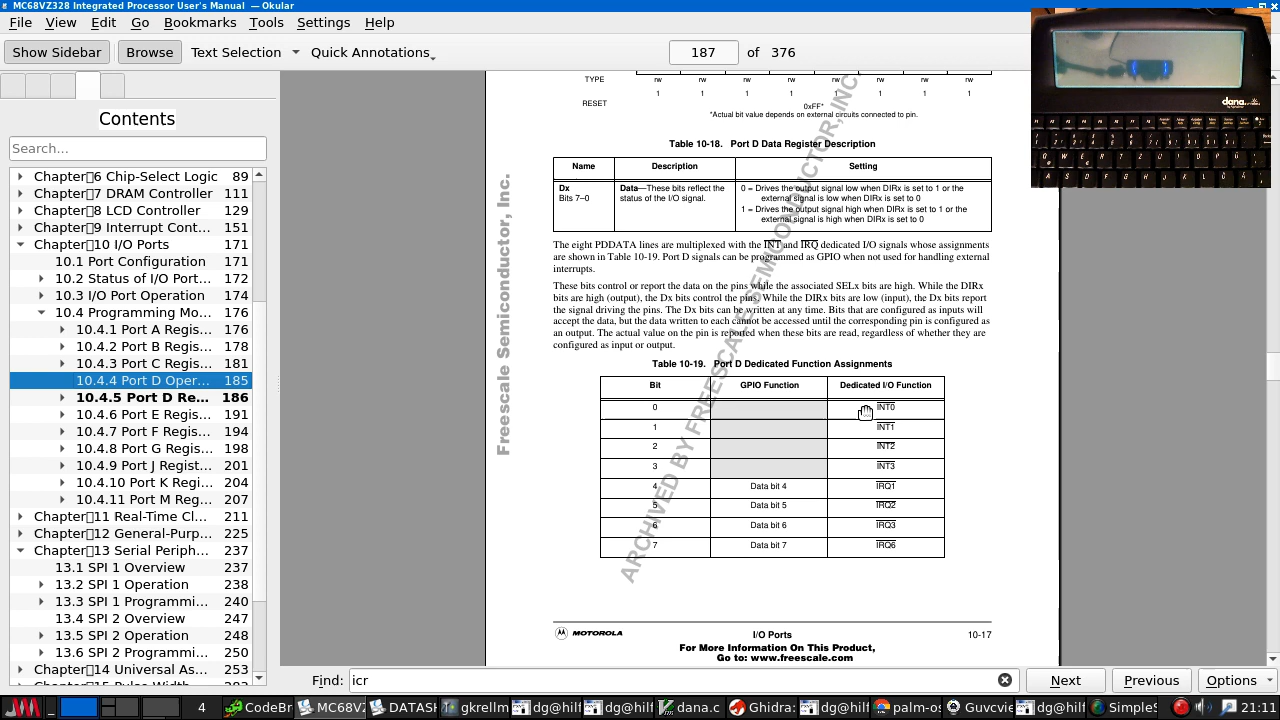 MC68VZ328 Integrated Processor User's Manual — Okular
File View Edit Go Bookmarks Tools Settings Help
Show Sidebar Browse Text Selection Quick Annotations 187 of 376
Contents
Search...
Chapter▯6 Chip-Select Logic 89
Chapter▯7 DRAM Controller 111
Chapter▯8 LCD Controller 129
Chapter▯9 Interrupt Cont... 151
Chapter▯10 I/O Ports 171
10.1 Port Configuration 171
10.2 Status of I/O Port... 172
10.3 I/O Port Operation 174
10.4 Programming Mo... 176
10.4.1 Port A Regis... 176
10.4.2 Port B Regis... 178
10.4.3 Port C Regis... 181
10.4.4 Port D Oper... 185
10.4.5 Port D Re... 186
10.4.6 Port E Regis... 191
10.4.7 Port F Regis... 194
10.4.8 Port G Regis... 198
10.4.9 Port J Regist... 201
10.4.10 Port K Regi... 204
10.4.11 Port M Reg... 207
Chapter▯11 Real-Time Cl... 211
Chapter▯12 General-Purp... 225
Chapter▯13 Serial Periph... 237
13.1 SPI 1 Overview 237
13.2 SPI 1 Operation 238
13.3 SPI 1 Programmi... 240
13.4 SPI 2 Overview 247
13.5 SPI 2 Operation 248
13.6 SPI 2 Programmi... 250
Chapter▯14 Universal As... 253
Freescale Semiconductor, Inc.
ARCHIVED BY FREESCALE SEMICONDUCTOR, INC
TYPE rw rw rw rw rw rw rw rw
1 1 1 1 1 1 1 1
RESET
0xFF*
*Actual bit value depends on external circuits connected to pin.
Table 10-18. Port D Data Register Description
Name Description Setting
Dx
Bits 7–0
Data—These bits reflect the
status of the I/O signal.
0 = Drives the output signal low when DIRx is set to 1 or the
external signal is low when DIRx is set to 0
1 = Drives the output signal high when DIRx is set to 1 or the
external signal is high when DIRx is set to 0
The eight PDDATA lines are multiplexed with the INT and IRQ dedicated I/O signals whose assignments
are shown in Table 10-19. Port D signals can be programmed as GPIO when not used for handling external
interrupts.
These bits control or report the data on the pins while the associated SELx bits are high. While the DIRx
bits are high (output), the Dx bits control the pins. While the DIRx bits are low (input), the Dx bits report
the signal driving the pins. The Dx bits can be written at any time. Bits that are configured as inputs will
accept the data, but the data written to each cannot be accessed until the corresponding pin is configured as
an output. The actual value on the pin is reported when these bits are read, regardless of whether they are
configured as input or output.
Table 10-19. Port D Dedicated Function Assignments
Bit GPIO Function Dedicated I/O Function
0 INT0
1 INT1
2 INT2
3 INT3
4 Data bit 4 IRQ1
5 Data bit 5 IRQ2
6 Data bit 6 IRQ3
7 Data bit 7 IRQ6
MOTOROLA I/O Ports 10-17
For More Information On This Product,
Go to: www.freescale.com
dana
Find: icr Next Previous Options
4 CodeBr MC68V: DATASH gkrellm dg@hilf dg@hilf dana.c Ghidra: dg@hilf palm-os Guvcvie dg@hilf SimpleS 21:11